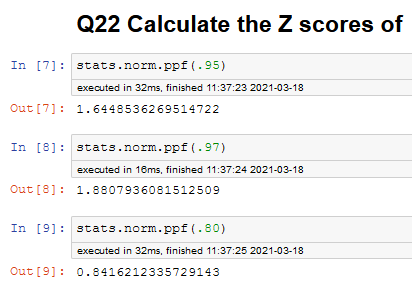 Q22 Calculate the Z scores of
In [7]: stats.norm.ppf(.95)
executed in 32ms, finished 11:37:23 2021-03-18
Out[7]: 1.6448536269514722
In [8]: stats.norm.ppf(.97)
executed in 16ms, finished 11:37:24 2021-03-18
Out[8]: 1.8807936081512509
In [9]: stats.norm.ppf(.80)
executed in 32ms, finished 11:37:25 2021-03-18
Out[9]: 0.8416212335729143